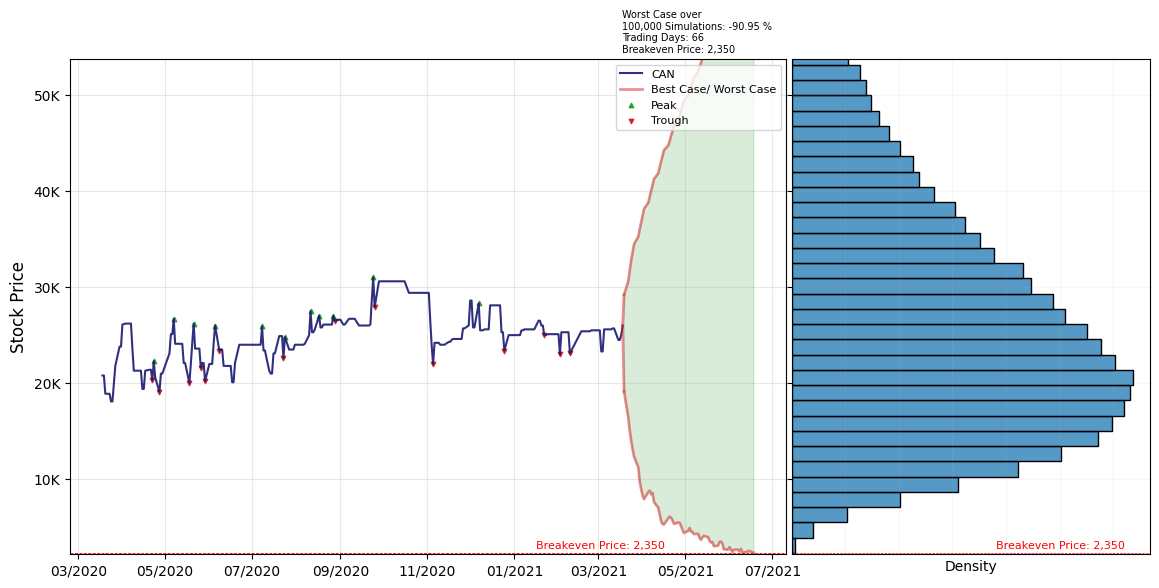 Worst Case over
100,000 Simulations: -90.95 %
Trading Days: 66
Breakeven Price: 2,350
CAN
Best Case/ Worst Case
Peak
Trough
Stock Price
50K
40K
30K
20K
10K
Breakeven Price: 2,350
Breakeven Price: 2,350
03/2020 05/2020 07/2020 09/2020 11/2020 01/2021 03/2021 05/2021 07/2021
Density